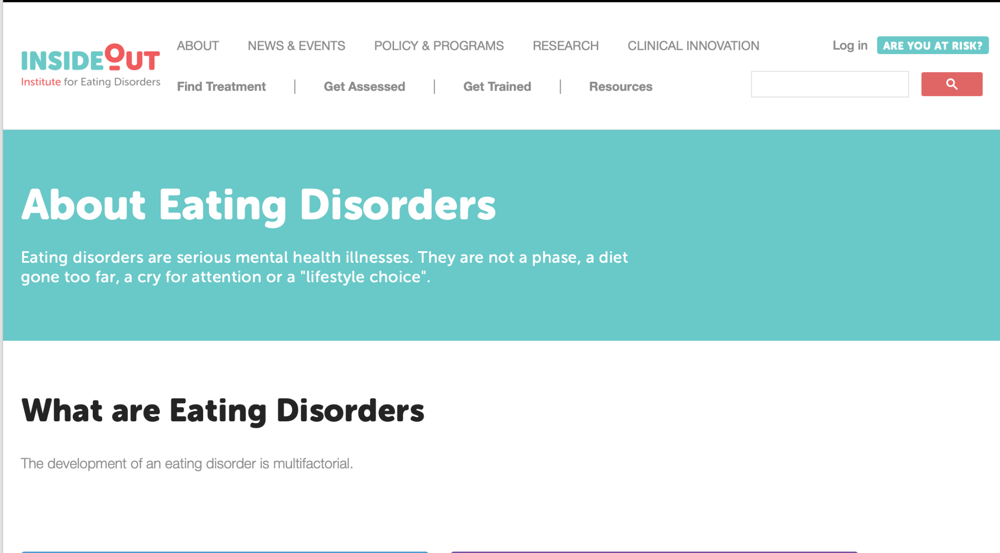 INSIDEOUT
Institute for Eating Disorders
ABOUT NEWS & EVENTS POLICY & PROGRAMS RESEARCH CLINICAL INNOVATION
Log in ARE YOU AT RISK?
Find Treatment | Get Assessed | Get Trained | Resources
About Eating Disorders
Eating disorders are serious mental health illnesses. They are not a phase, a diet
gone too far, a cry for attention or a "lifestyle choice".
What are Eating Disorders
The development of an eating disorder is multifactorial.